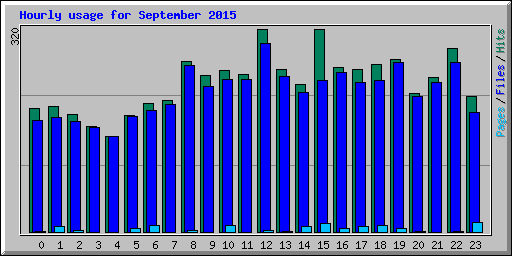 Hourly usage for September 2015
320
Pages/Files/Hits
0 1 2 3 4 5 6 7 8 9 10 11 12 13 14 15 16 17 18 19 20 21 22 23